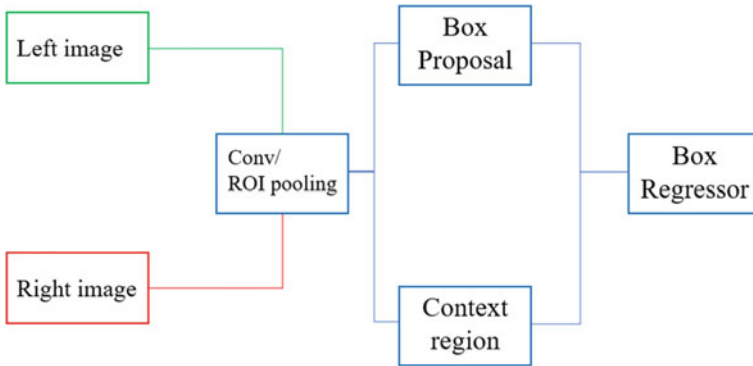 Left image
Right image
Conv/
ROI pooling
Box
Proposal
Context
region
Box
Regressor